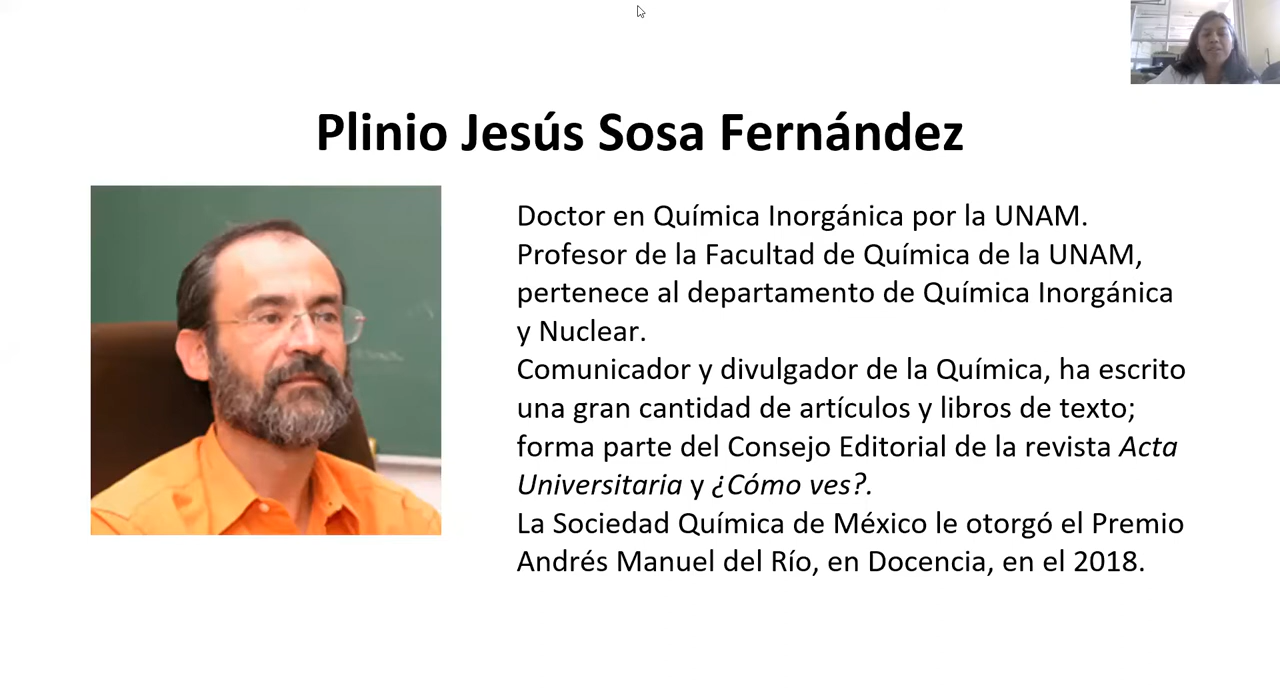 Plinio Jesús Sosa Fernández
Doctor en Química Inorgánica por la UNAM.
Profesor de la Facultad de Química de la UNAM,
pertenece al departamento de Química Inorgánica
y Nuclear.
Comunicador y divulgador de la Química, ha escrito
una gran cantidad de artículos y libros de texto;
forma parte del Consejo Editorial de la revista Acta
Universitaria y ¿Cómo ves?.
La Sociedad Química de México le otorgó el Premio
Andrés Manuel del Río, en Docencia, en el 2018.